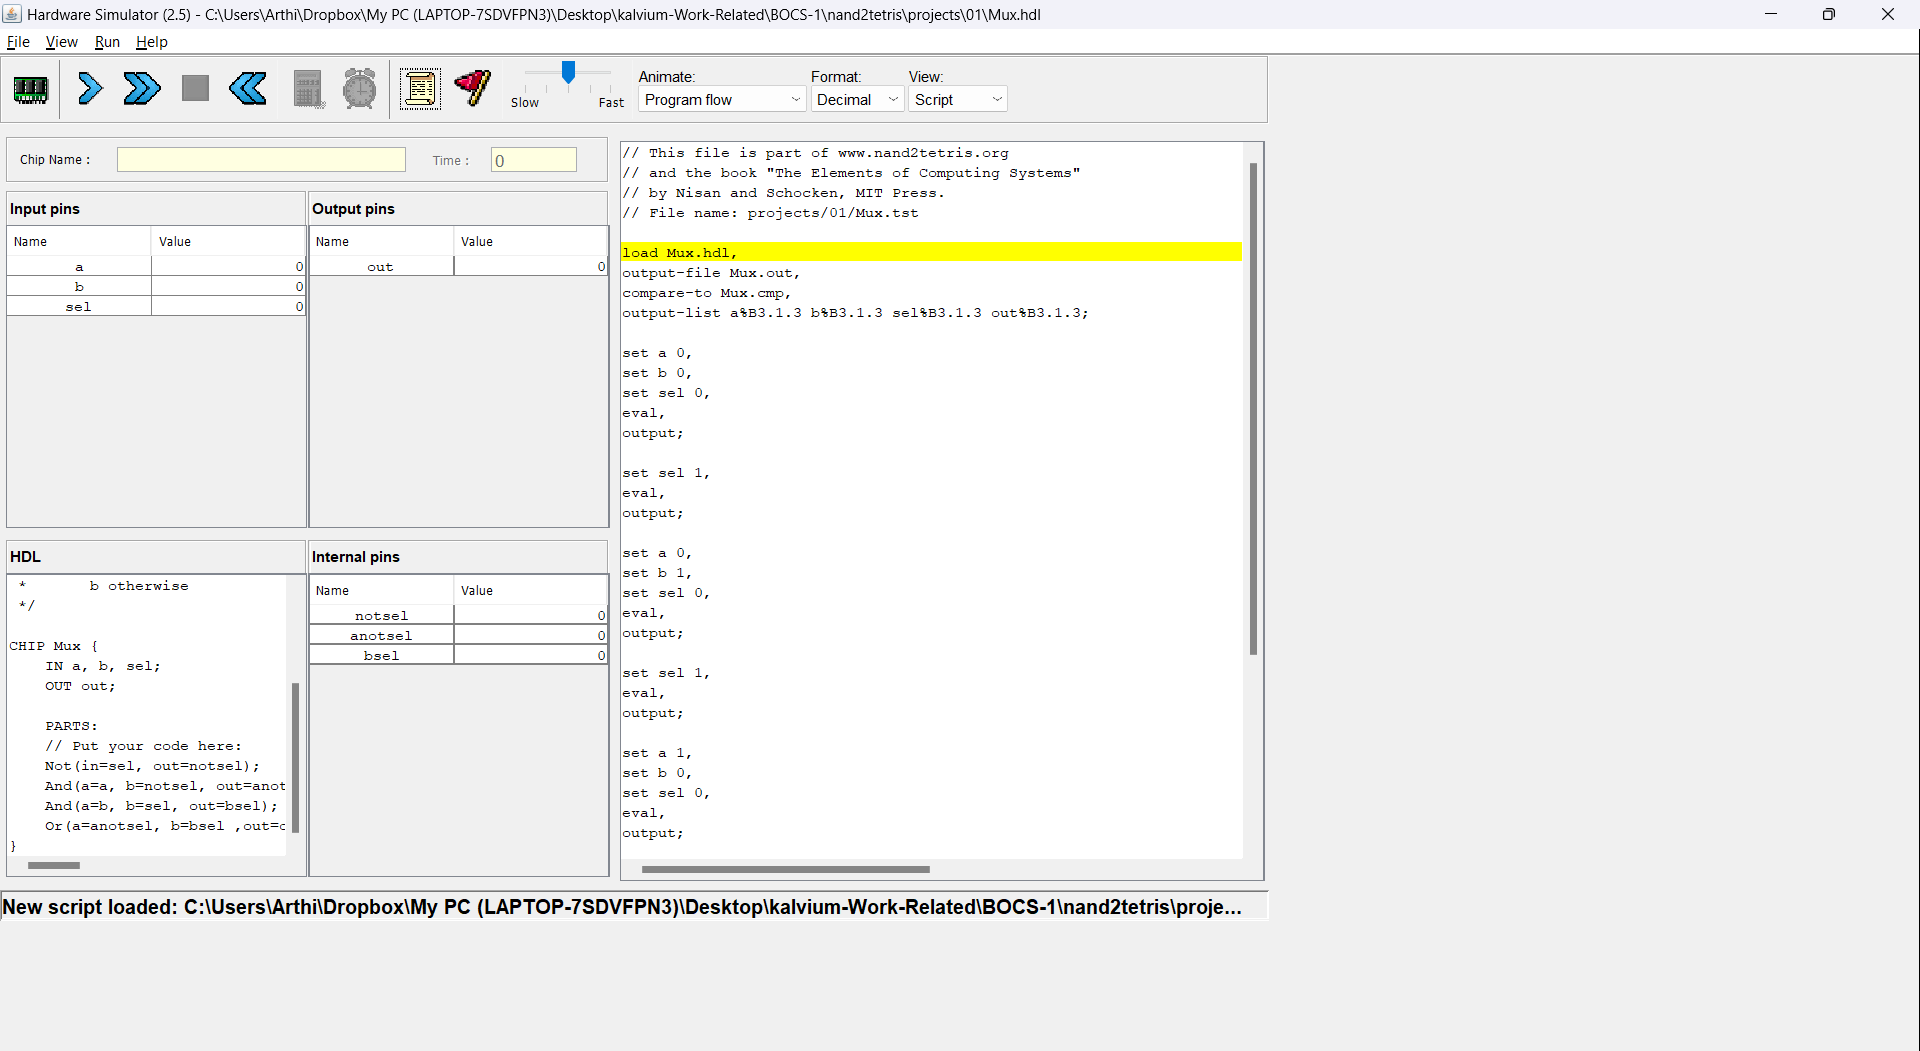 Hardware Simulator (2.5) - C:\Users\Arthi\Dropbox\My PC (LAPTOP-7SDVFPN3)\Desktop\kalvium-Work-Related\BOCS-1\nand2tetris\projects\01\Mux.hdl
File View Run Help
Slow Fast
Animate: Format: View:
Program flow Decimal Script
Chip Name : Time : 0
Input pins
Name Value
a 0
b 0
sel 0
Output pins
Name Value
out 0
HDL
* b otherwise
*/
CHIP Mux {
IN a, b, sel;
OUT out;
PARTS:
// Put your code here:
Not(in=sel, out=notsel);
And(a=a, b=notsel, out=anot
And(a=b, b=sel, out=bsel);
Or(a=anotsel, b=bsel ,out=
}
Internal pins
Name Value
notsel 0
anotsel 0
bsel 0
// This file is part of www.nand2tetris.org
// and the book "The Elements of Computing Systems"
// by Nisan and Schocken, MIT Press.
// File name: projects/01/Mux.tst
load Mux.hdl,
output-file Mux.out,
compare-to Mux.cmp,
output-list a%B3.1.3 b%B3.1.3 sel%B3.1.3 out%B3.1.3;
set a 0,
set b 0,
set sel 0,
eval,
output;
set sel 1,
eval,
output;
set a 0,
set b 1,
set sel 0,
eval,
output;
set sel 1,
eval,
output;
set a 1,
set b 0,
set sel 0,
eval,
output;
New script loaded: C:\Users\Arthi\Dropbox\My PC (LAPTOP-7SDVFPN3)\Desktop\kalvium-Work-Related\BOCS-1\nand2tetris\proje...